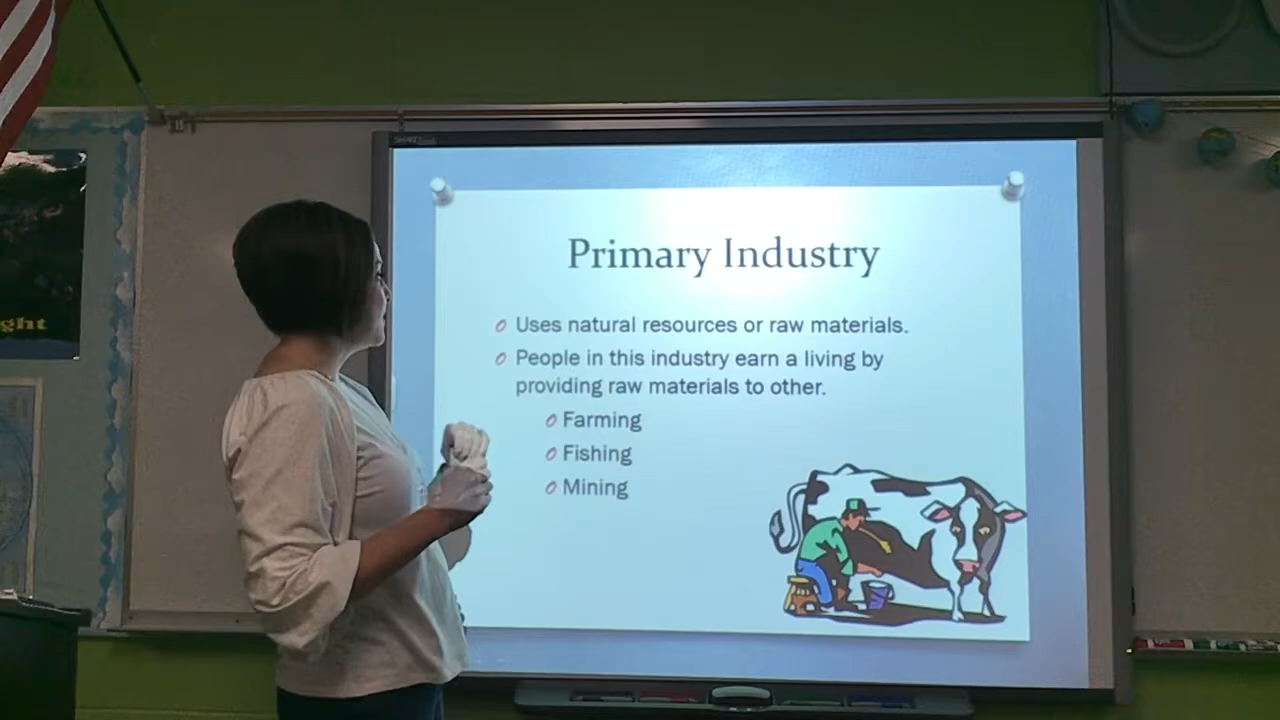 ght
Primary Industry
Uses natural resources or raw materials.
People in this industry earn a living by
providing raw materials to other.
Farming
Fishing
Mining